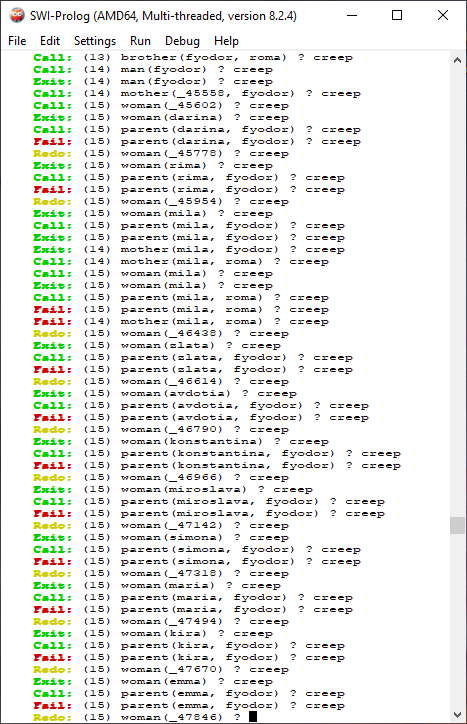 SWI-Prolog (AMD64, Multi-threaded, version 8.2.4)
File Edit Settings Run Debug Help
Call: (13) brother(fyodor, roma) ? creep
Call: (14) man(fyodor) ? creep
Exit: (14) man(fyodor) ? creep
Call: (14) mother(_45558, fyodor) ? creep
Call: (15) woman(_45602) ? creep
Exit: (15) woman(darina) ? creep
Call: (15) parent(darina, fyodor) ? creep
Fail: (15) parent(darina, fyodor) ? creep
Redo: (15) woman(_45778) ? creep
Exit: (15) woman(rima) ? creep
Call: (15) parent(rima, fyodor) ? creep
Fail: (15) parent(rima, fyodor) ? creep
Redo: (15) woman(_45954) ? creep
Exit: (15) woman(mila) ? creep
Call: (15) parent(mila, fyodor) ? creep
Exit: (15) parent(mila, fyodor) ? creep
Exit: (14) mother(mila, fyodor) ? creep
Call: (14) mother(mila, roma) ? creep
Call: (15) woman(mila) ? creep
Exit: (15) woman(mila) ? creep
Call: (15) parent(mila, roma) ? creep
Fail: (15) parent(mila, roma) ? creep
Fail: (14) mother(mila, roma) ? creep
Redo: (15) woman(_46438) ? creep
Exit: (15) woman(zlata) ? creep
Call: (15) parent(zlata, fyodor) ? creep
Fail: (15) parent(zlata, fyodor) ? creep
Redo: (15) woman(_46614) ? creep
Exit: (15) woman(avdotia) ? creep
Call: (15) parent(avdotia, fyodor) ? creep
Fail: (15) parent(avdotia, fyodor) ? creep
Redo: (15) woman(_46790) ? creep
Exit: (15) woman(konstantina) ? creep
Call: (15) parent(konstantina, fyodor) ? creep
Fail: (15) parent(konstantina, fyodor) ? creep
Redo: (15) woman(_46966) ? creep
Exit: (15) woman(miroslava) ? creep
Call: (15) parent(miroslava, fyodor) ? creep
Fail: (15) parent(miroslava, fyodor) ? creep
Redo: (15) woman(_47142) ? creep
Exit: (15) woman(simona) ? creep
Call: (15) parent(simona, fyodor) ? creep
Fail: (15) parent(simona, fyodor) ? creep
Redo: (15) woman(_47318) ? creep
Exit: (15) woman(maria) ? creep
Call: (15) parent(maria, fyodor) ? creep
Fail: (15) parent(maria, fyodor) ? creep
Redo: (15) woman(_47494) ? creep
Exit: (15) woman(kira) ? creep
Call: (15) parent(kira, fyodor) ? creep
Fail: (15) parent(kira, fyodor) ? creep
Redo: (15) woman(_47670) ? creep
Exit: (15) woman(emma) ? creep
Call: (15) parent(emma, fyodor) ? creep
Fail: (15) parent(emma, fyodor) ? creep
Redo: (15) woman(_47846) ?